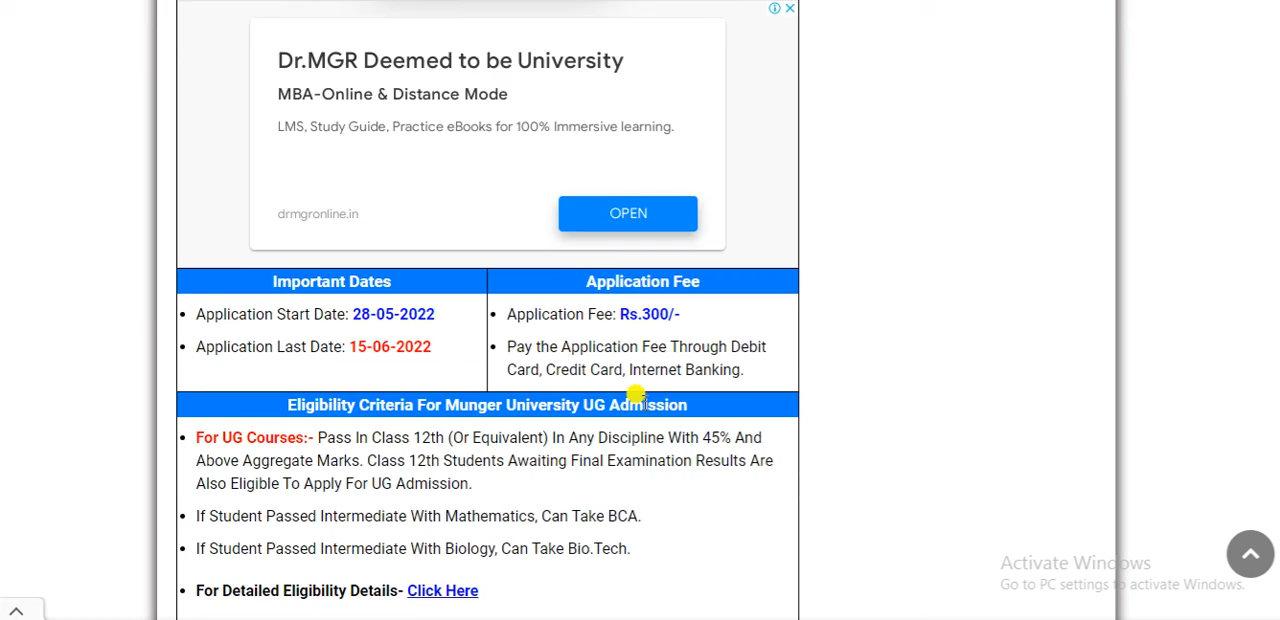 Dr.MGR Deemed to be University
MBA-Online & Distance Mode
LMS, Study Guide, Practice eBooks for 100% Immersive learning.
drmgronline.in
OPEN
Important Dates
Application Fee
• Application Start Date: 28-05-2022
• Application Last Date: 15-06-2022
• Application Fee: Rs.300/-
• Pay the Application Fee Through Debit
Card, Credit Card, Internet Banking.
Eligibility Criteria For Munger University UG Admission
• For UG Courses:- Pass In Class 12th (Or Equivalent) In Any Discipline With 45% And
Above Aggregate Marks. Class 12th Students Awaiting Final Examination Results Are
Also Eligible To Apply For UG Admission.
• If Student Passed Intermediate With Mathematics, Can Take BCA.
• If Student Passed Intermediate With Biology, Can Take Bio.Tech.
• For Detailed Eligibility Details- Click Here
Activate Windows
Go to PC settings to activate Windows.